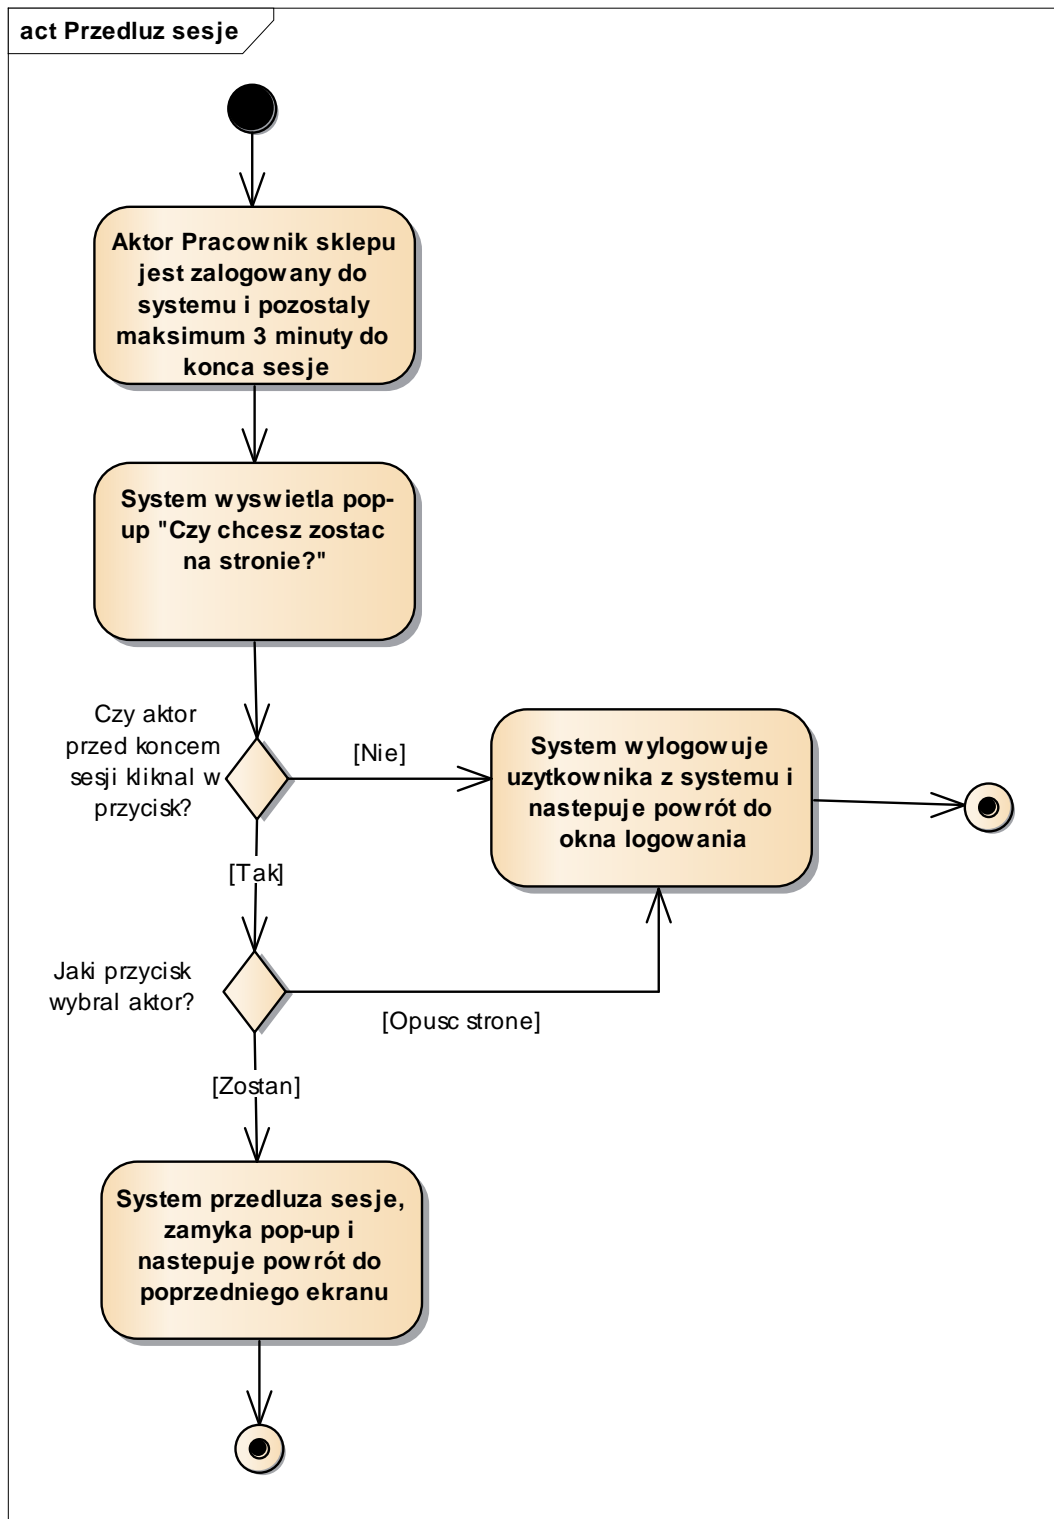 act Przedluz sesje
Aktor Pracownik sklepu
jest zalogowany do
systemu i pozostaly
maksimum 3 minuty do
konca sesje
System wyswietla pop-
up "Czy chcesz zostac
na stronie?"
Czy aktor
przed koncem
sesji kliknal w
przycisk?
[Nie]
System wylogowuje
uzytkownika z systemu i
nastepuje powrót do
okna logowania
[Tak]
Jaki przycisk
wybral aktor?
[Opusc strone]
[Zostan]
System przedluza sesje,
zamyka pop-up i
nastepuje powrót do
poprzedniego ekranu